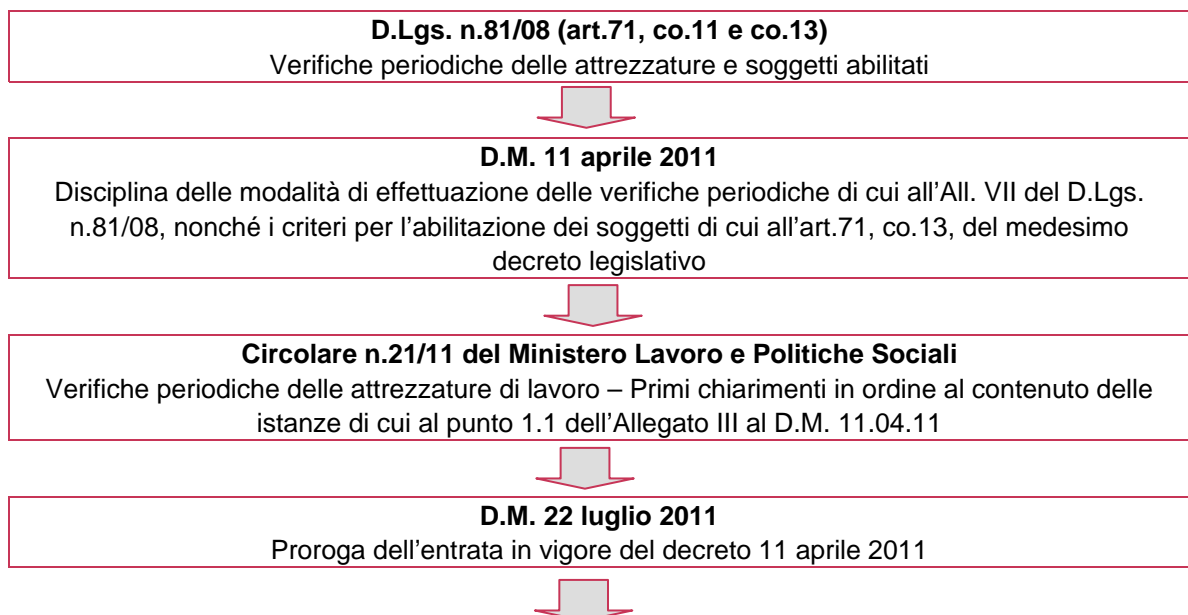 D.Lgs. n.81/08 (art.71, co.11 e co.13)
Verifiche periodiche delle attrezzature e soggetti abilitati
D.M. 11 aprile 2011
Disciplina delle modalità di effettuazione delle verifiche periodiche di cui all'All. VII del D.Lgs.
n.81/08, nonché i criteri per l'abilitazione dei soggetti di cui all'art.71, co.13, del medesimo
decreto legislativo
Circolare n.21/11 del Ministero Lavoro e Politiche Sociali
Verifiche periodiche delle attrezzature di lavoro – Primi chiarimenti in ordine al contenuto delle
istanze di cui al punto 1.1 dell'Allegato III al D.M. 11.04.11
D.M. 22 luglio 2011
Proroga dell'entrata in vigore del decreto 11 aprile 2011